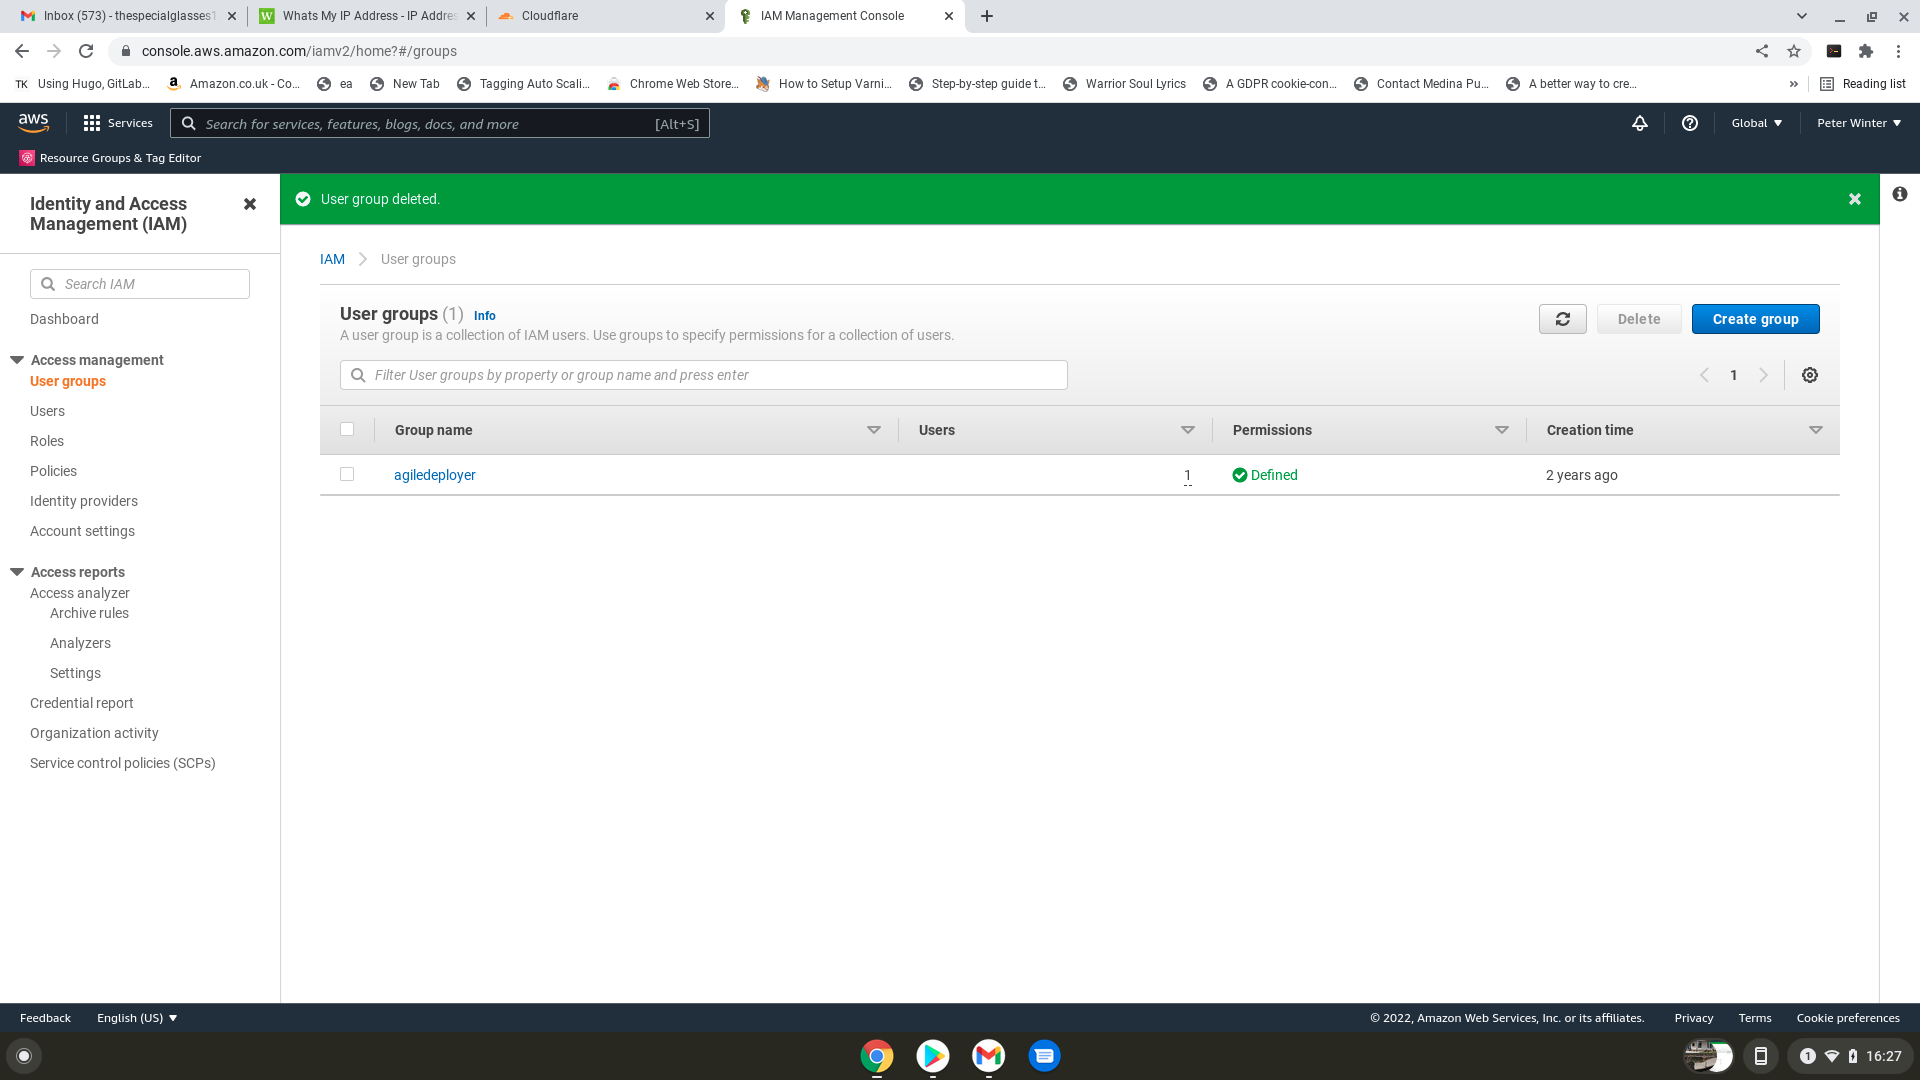 Inbox (573) - thespecialglasses1
Whats My IP Address - IP Addres
Cloudflare
IAM Management Console
console.aws.amazon.com/iamv2/home?#/groups
TK Using Hugo, GitLab...
Amazon.co.uk - Co...
ea
New Tab
Tagging Auto Scali...
Chrome Web Store...
How to Setup Varni...
Step-by-step guide t...
Warrior Soul Lyrics
A GDPR cookie-con...
Contact Medina Pu...
A better way to cre...
»
Reading list
aws
Services
Search for services, features, blogs, docs, and more [Alt+S]
Global
Peter Winter
Resource Groups & Tag Editor
Identity and Access
Management (IAM)
Search IAM
Dashboard
Access management
User groups
Users
Roles
Policies
Identity providers
Account settings
Access reports
Access analyzer
Archive rules
Analyzers
Settings
Credential report
Organization activity
Service control policies (SCPs)
User group deleted.
IAM
User groups
User groups (1) Info
A user group is a collection of IAM users. Use groups to specify permissions for a collection of users.
Delete
Create group
Filter User groups by property or group name and press enter
1
Group name
Users
Permissions
Creation time
agiledeployer
1
Defined
2 years ago
Feedback
English (US)
© 2022, Amazon Web Services, Inc. or its affiliates.
Privacy
Terms
Cookie preferences
1
16:27